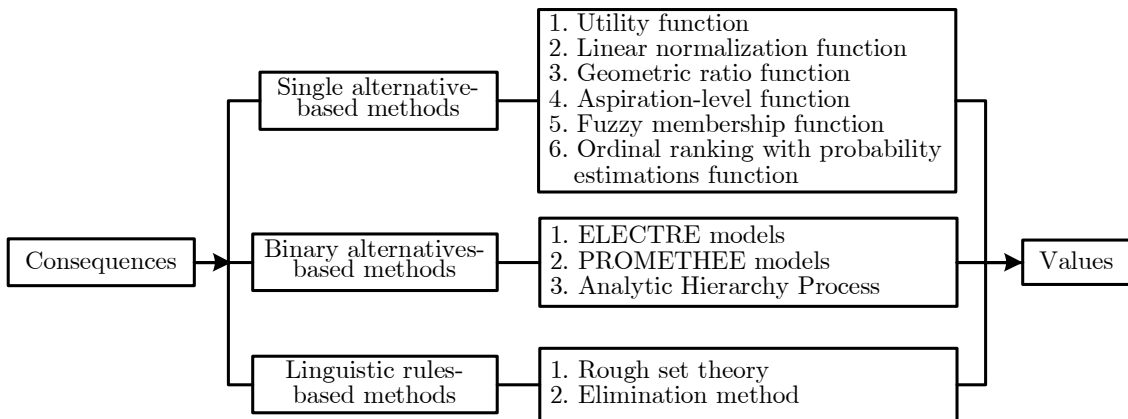 Consequences
Single alternative-
based methods
1. Utility function
2. Linear normalization function
3. Geometric ratio function
4. Aspiration-level function
5. Fuzzy membership function
6. Ordinal ranking with probability
estimations function
Binary alternatives-
based methods
1. ELECTRE models
2. PROMETHEE models
3. Analytic Hierarchy Process
Linguistic rules-
based methods
1. Rough set theory
2. Elimination method
Values